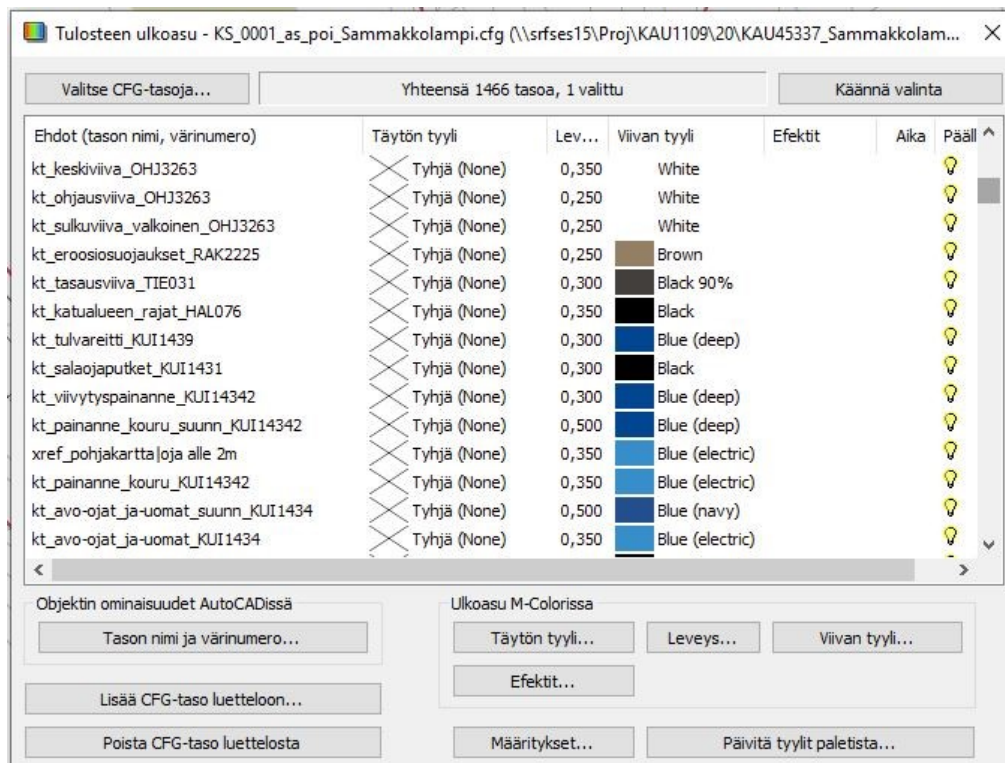 Tulosteen ulkoasu - KS_0001_as_poi_Sammakkolampi.cfg (\\srfses15\Proj\KAU1109\20\KAU45337_Sammakkolam...
Valitse CFG-tasoja... Yhteensä 1466 tasoa, 1 valittu Käännä valinta
Ehdot (tason nimi, värinumero) Täytön tyyli Lev... Viivan tyyli Efektit Aika Pääll
kt_keskiviiva_OHJ3263 Tyhjä (None) 0,350 White
kt_ohjausviiva_OHJ3263 Tyhjä (None) 0,250 White
kt_sulkuviiva_valkoinen_OHJ3263 Tyhjä (None) 0,250 White
kt_eroosiosuojaukset_RAK2225 Tyhjä (None) 0,250 Brown
kt_tasausviiva_TIE031 Tyhjä (None) 0,300 Black 90%
kt_katualueen_rajat_HAL076 Tyhjä (None) 0,350 Black
kt_tulvareitti_KUI1439 Tyhjä (None) 0,300 Blue (deep)
kt_salaojaputket_KUI1431 Tyhjä (None) 0,300 Black
kt_viivytyspainanne_KUI14342 Tyhjä (None) 0,300 Blue (deep)
kt_painanne_kouru_suunn_KUI14342 Tyhjä (None) 0,500 Blue (deep)
xref_pohjakartta|oja alle 2m Tyhjä (None) 0,350 Blue (electric)
kt_painanne_kouru_KUI14342 Tyhjä (None) 0,350 Blue (electric)
kt_avo-ojat_ja-uomat_suunn_KUI1434 Tyhjä (None) 0,500 Blue (navy)
kt_avo-ojat_ja-uomat_KUI1434 Tyhjä (None) 0,350 Blue (electric)
Objektin ominaisuudet AutoCADissä Ulkoasu M-Colorissa
Tason nimi ja värinumero... Täytön tyyli... Leveys... Viivan tyyli...
Efektit...
Lisää CFG-taso luetteloon...
Poista CFG-taso luettelosta Määritykset... Päivitä tyylit paletista...